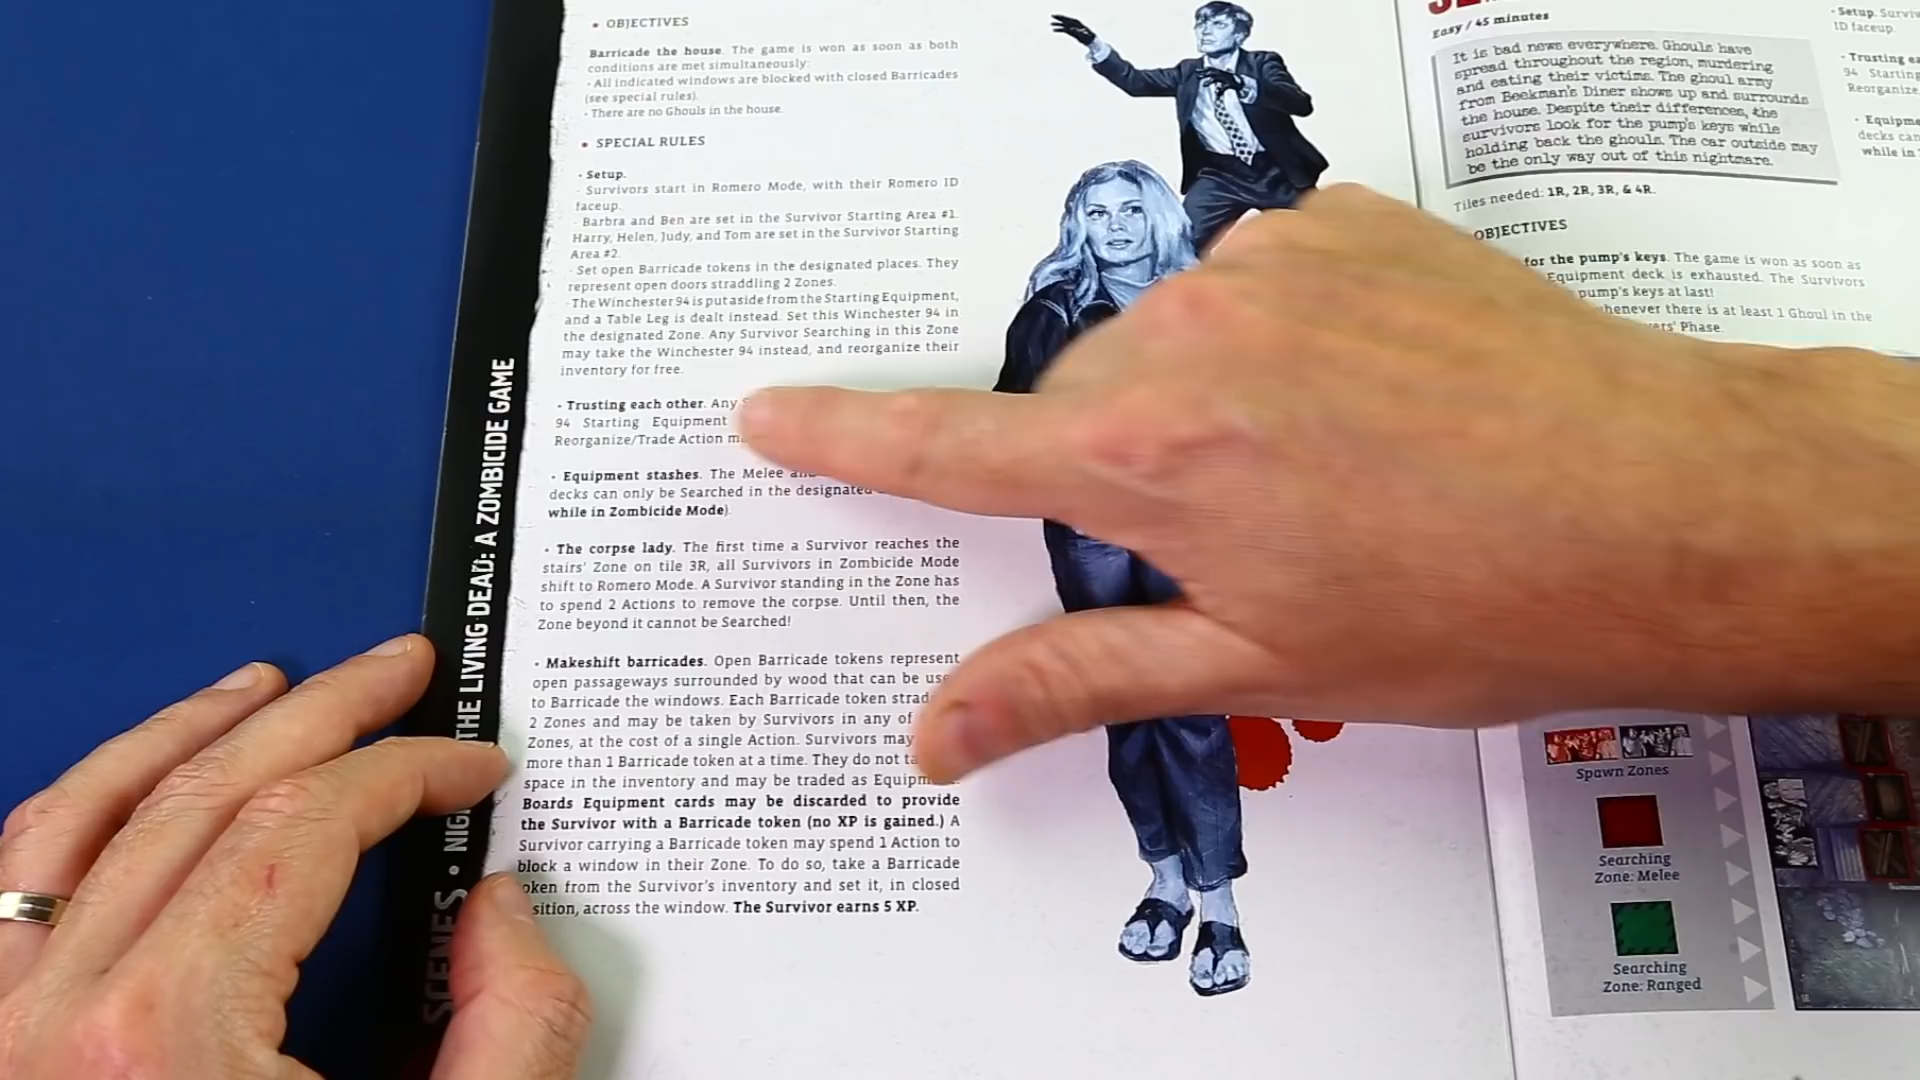 • OBJECTIVES
Barricade the house. The game is won as soon as both
conditions are met simultaneously:
· All indicated windows are blocked with closed Barricades
(see special rules).
· There are no Ghouls in the house.
• SPECIAL RULES
· Setup.
· Survivors start in Romero Mode, with their Romero ID
faceup.
· Barbra and Ben are set in the Survivor Starting Area #1.
Harry, Helen, Judy, and Tom are set in the Survivor Starting
Area #2.
· Set open Barricade tokens in the designated places. They
represent open doors straddling 2 Zones.
· The Winchester 94 is put aside from the Starting Equipment,
and a Table Leg is dealt instead. Set this Winchester 94 in
the designated Zone. Any Survivor Searching in this Zone
may take the Winchester 94 instead, and reorganize their
inventory for free.
· Trusting each other. Any
94 Starting Equipment
Reorganize/Trade Action
· Equipment stashes. The Melee
decks can only be Searched in the designated
while in Zombicide Mode).
· The corpse lady. The first time a Survivor reaches the
stairs' Zone on tile 3R, all Survivors in Zombicide Mode
shift to Romero Mode. A Survivor standing in the Zone has
to spend 2 Actions to remove the corpse. Until then, the
Zone beyond it cannot be Searched!
· Makeshift barricades. Open Barricade tokens represent
open passageways surrounded by wood that can be
to Barricade the windows. Each Barricade token
2 Zones and may be taken by Survivors in any of
Zones, at the cost of a single Action. Survivors may
more than 1 Barricade token at a time. They do not
space in the inventory and may be traded as
Boards Equipment cards may be discarded to provide
the Survivor with a Barricade token (no XP is gained.) A
Survivor carrying a Barricade token may spend 1 Action to
block a window in their Zone. To do so, take a Barricade
from the Survivor's inventory and set it, in closed
across the window. The Survivor earns 5 XP.
SCENES • THE LIVING DEAD: A ZOMBICIDE GAME
Easy / 45 minutes
It is bad news everywhere. Ghouls have
spread throughout the region, murdering
and eating their victims. The ghoul army
from Beekman's Diner shows up and surrounds
the house. Despite their differences, the
survivors look for the pump's keys while
holding back the ghouls. The car outside may
be the only way out of this nightmare.
Tiles needed: 1R, 2R, 3R, & 4R.
OBJECTIVES
for the pump's keys. The game is won as soon as
Equipment deck is exhausted. The Survivors
pump's keys at last!
whenever there is at least 1 Ghoul in the
Phase.
Spawn Zones
Searching
Zone: Melee
Searching
Zone: Ranged
· Setup.
ID faceup.
· Trusting
94 Starting
decks can
while in